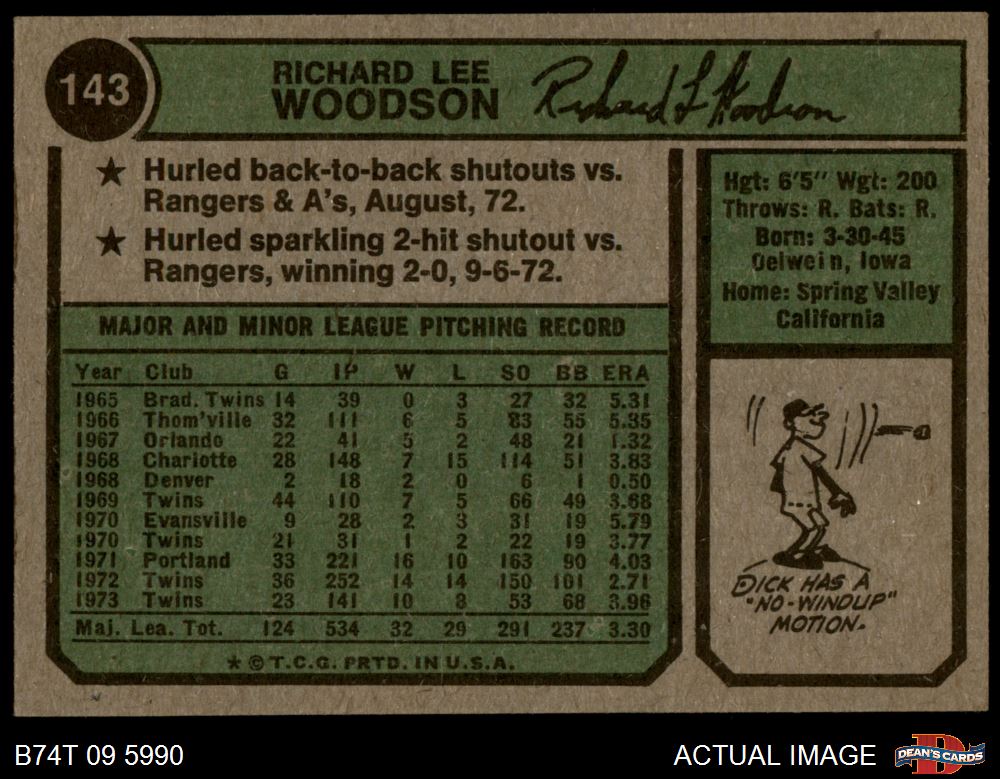 143
RICHARD LEE
WOODSON
Richard L Woodson
★ Hurled back-to-back shutouts vs.
Rangers & A's, August, 72.
★ Hurled sparkling 2-hit shutout vs.
Rangers, winning 2-0, 9-6-72.
Hgt: 6'5" Wgt: 200
Throws: R. Bats: R.
Born: 3-30-45
Oelwein, Iowa
Home: Spring Valley
California
MAJOR AND MINOR LEAGUE PITCHING RECORD
Year Club G IP W L SO BB ERA
1965 Brad. Twins 14 39 0 3 27 32 5.31
1966 Thom'ville 32 111 6 5 83 55 5.35
1967 Orlando 22 41 5 2 48 21 1.32
1968 Charlotte 28 148 7 15 114 51 3.83
1968 Denver 2 18 2 0 6 1 0.50
1969 Twins 44 110 7 5 66 49 3.68
1970 Evansville 9 28 2 3 31 19 5.79
1970 Twins 21 31 1 2 22 19 3.77
1971 Portland 33 221 16 10 163 90 4.03
1972 Twins 36 252 14 14 150 101 2.71
1973 Twins 23 141 10 8 53 68 3.96
Maj. Lea. Tot. 124 534 32 29 291 237 3.30
★ © T.C.G. PRTD. IN U.S.A.
DICK HAS A
"NO-WINDUP"
MOTION.
B74T 09 5990
ACTUAL IMAGE
DEAN'S CARDS